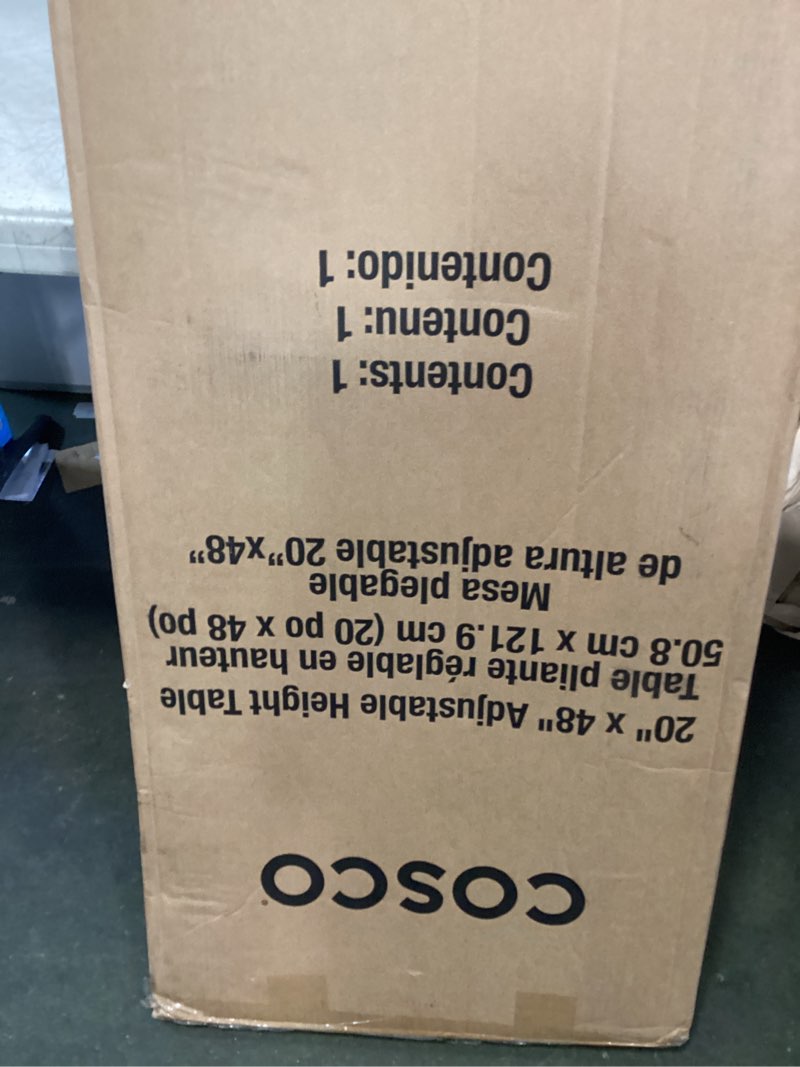 COSCO
20" x 48" Adjustable Height Table
Table pliante réglable en hauteur
50.8 cm x 121.9 cm (20 po x 48 po)
Mesa plegable
de altura adjustable 20”x48”
Contents: 1
Contenu: 1
Contenido: 1